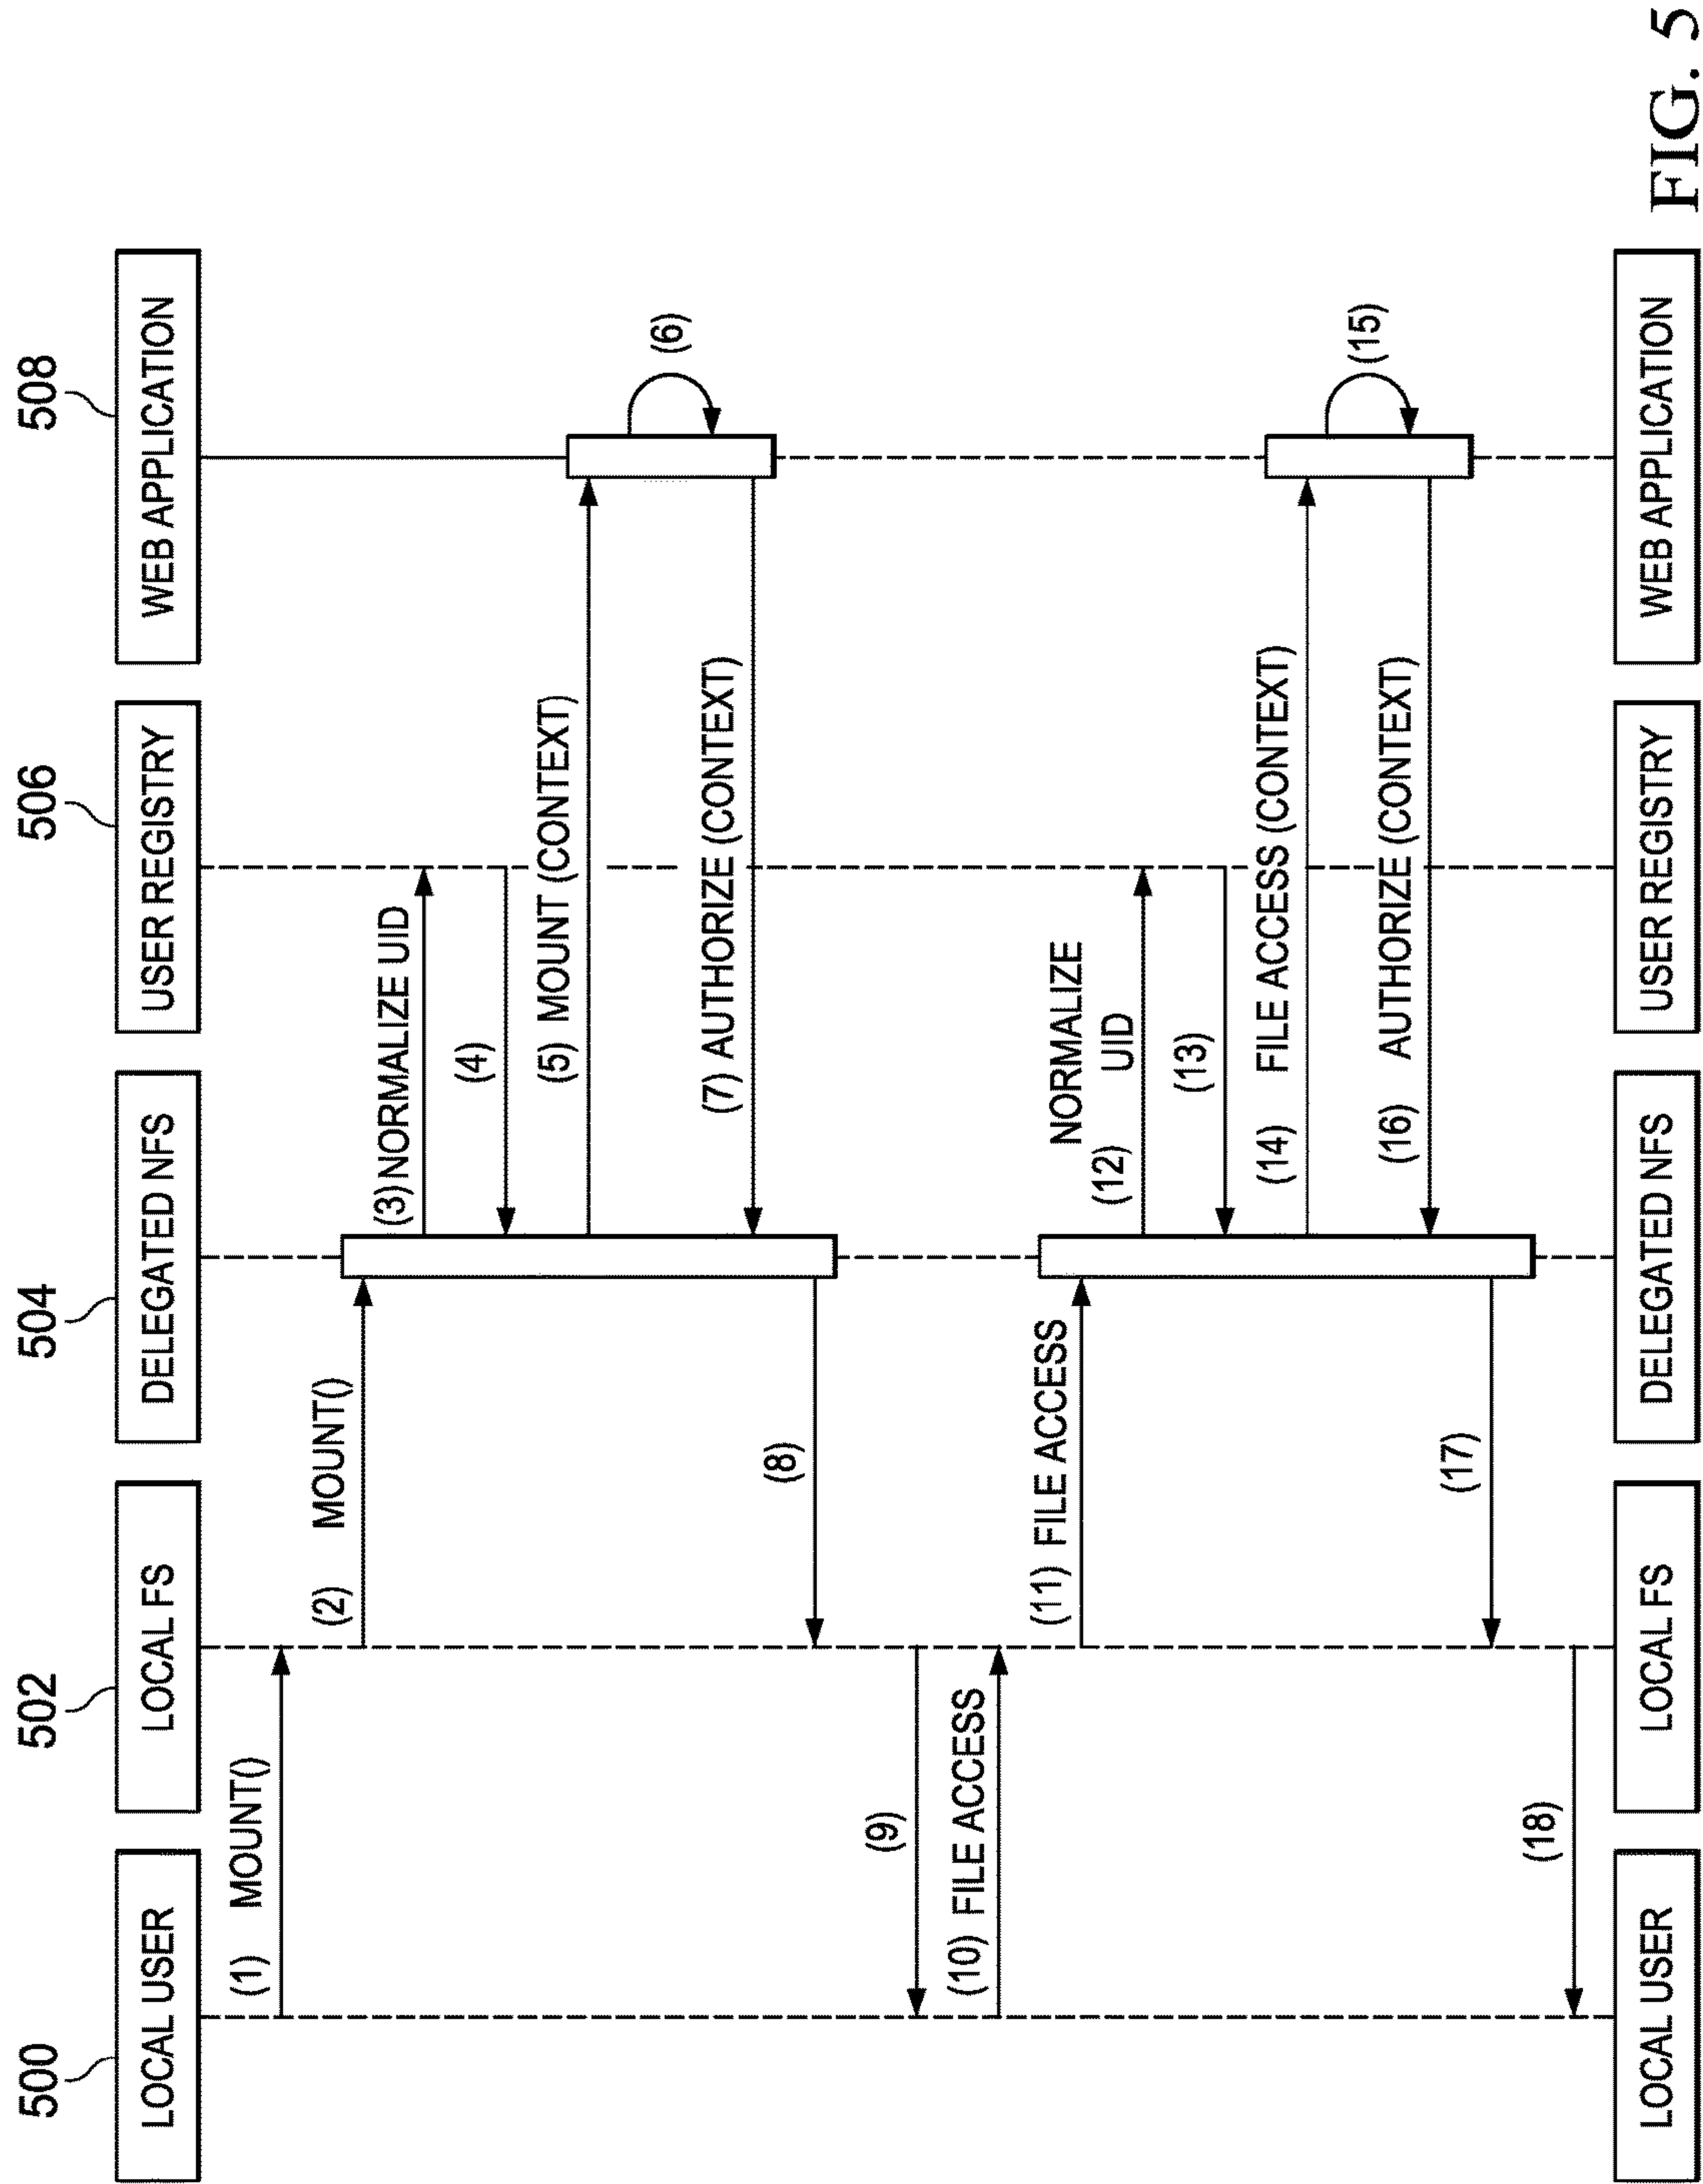 500
502
504
506
508
LOCAL USER
LOCAL FS
DELEGATED NFS
USER REGISTRY
WEB APPLICATION
(1) MOUNT()
(2) MOUNT()
(3) NORMALIZE UID
(4)
(5) MOUNT (CONTEXT)
(6)
(7) AUTHORIZE (CONTEXT)
(8)
(9)
(10) FILE ACCESS
(11) FILE ACCESS
NORMALIZE
(12) UID
(13)
(14) FILE ACCESS (CONTEXT)
(15)
(16) AUTHORIZE (CONTEXT)
(17)
(18)
LOCAL USER
LOCAL FS
DELEGATED NFS
USER REGISTRY
WEB APPLICATION
FIG. 5